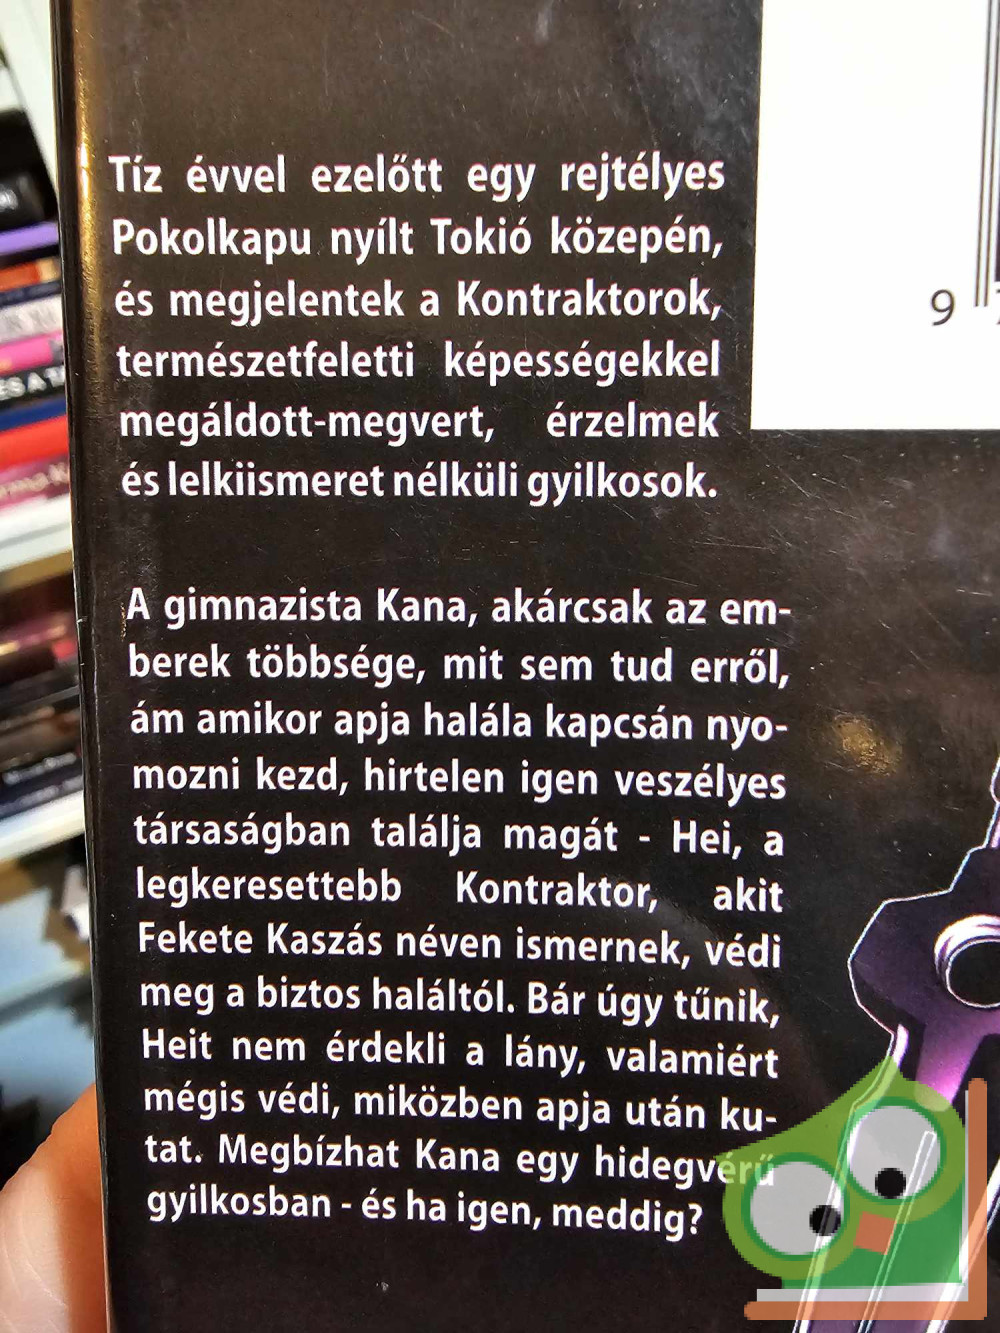 Tíz évvel ezelőtt egy rejtélyes
Pokolkapu nyílt Tokió közepén,
és megjelentek a Kontraktorok,
természetfeletti képességekkel
megáldott-megvert, érzelmek
és lelkiismeret nélküli gyilkosok.
A gimnazista Kana, akárcsak az em-
berek többsége, mit sem tud erről,
ám amikor apja halála kapcsán nyo-
mozni kezd, hirtelen igen veszélyes
társaságban találja magát - Hei, a
legkeresettebb Kontraktor, akit
Fekete Kaszás néven ismernek, védi
meg a biztos haláltól. Bár úgy tűnik,
Heit nem érdekli a lány, valamiért
mégis védi, miközben apja után ku-
tat. Megbízhat Kana egy hidegvérű
gyilkosban - és ha igen, meddig?
9